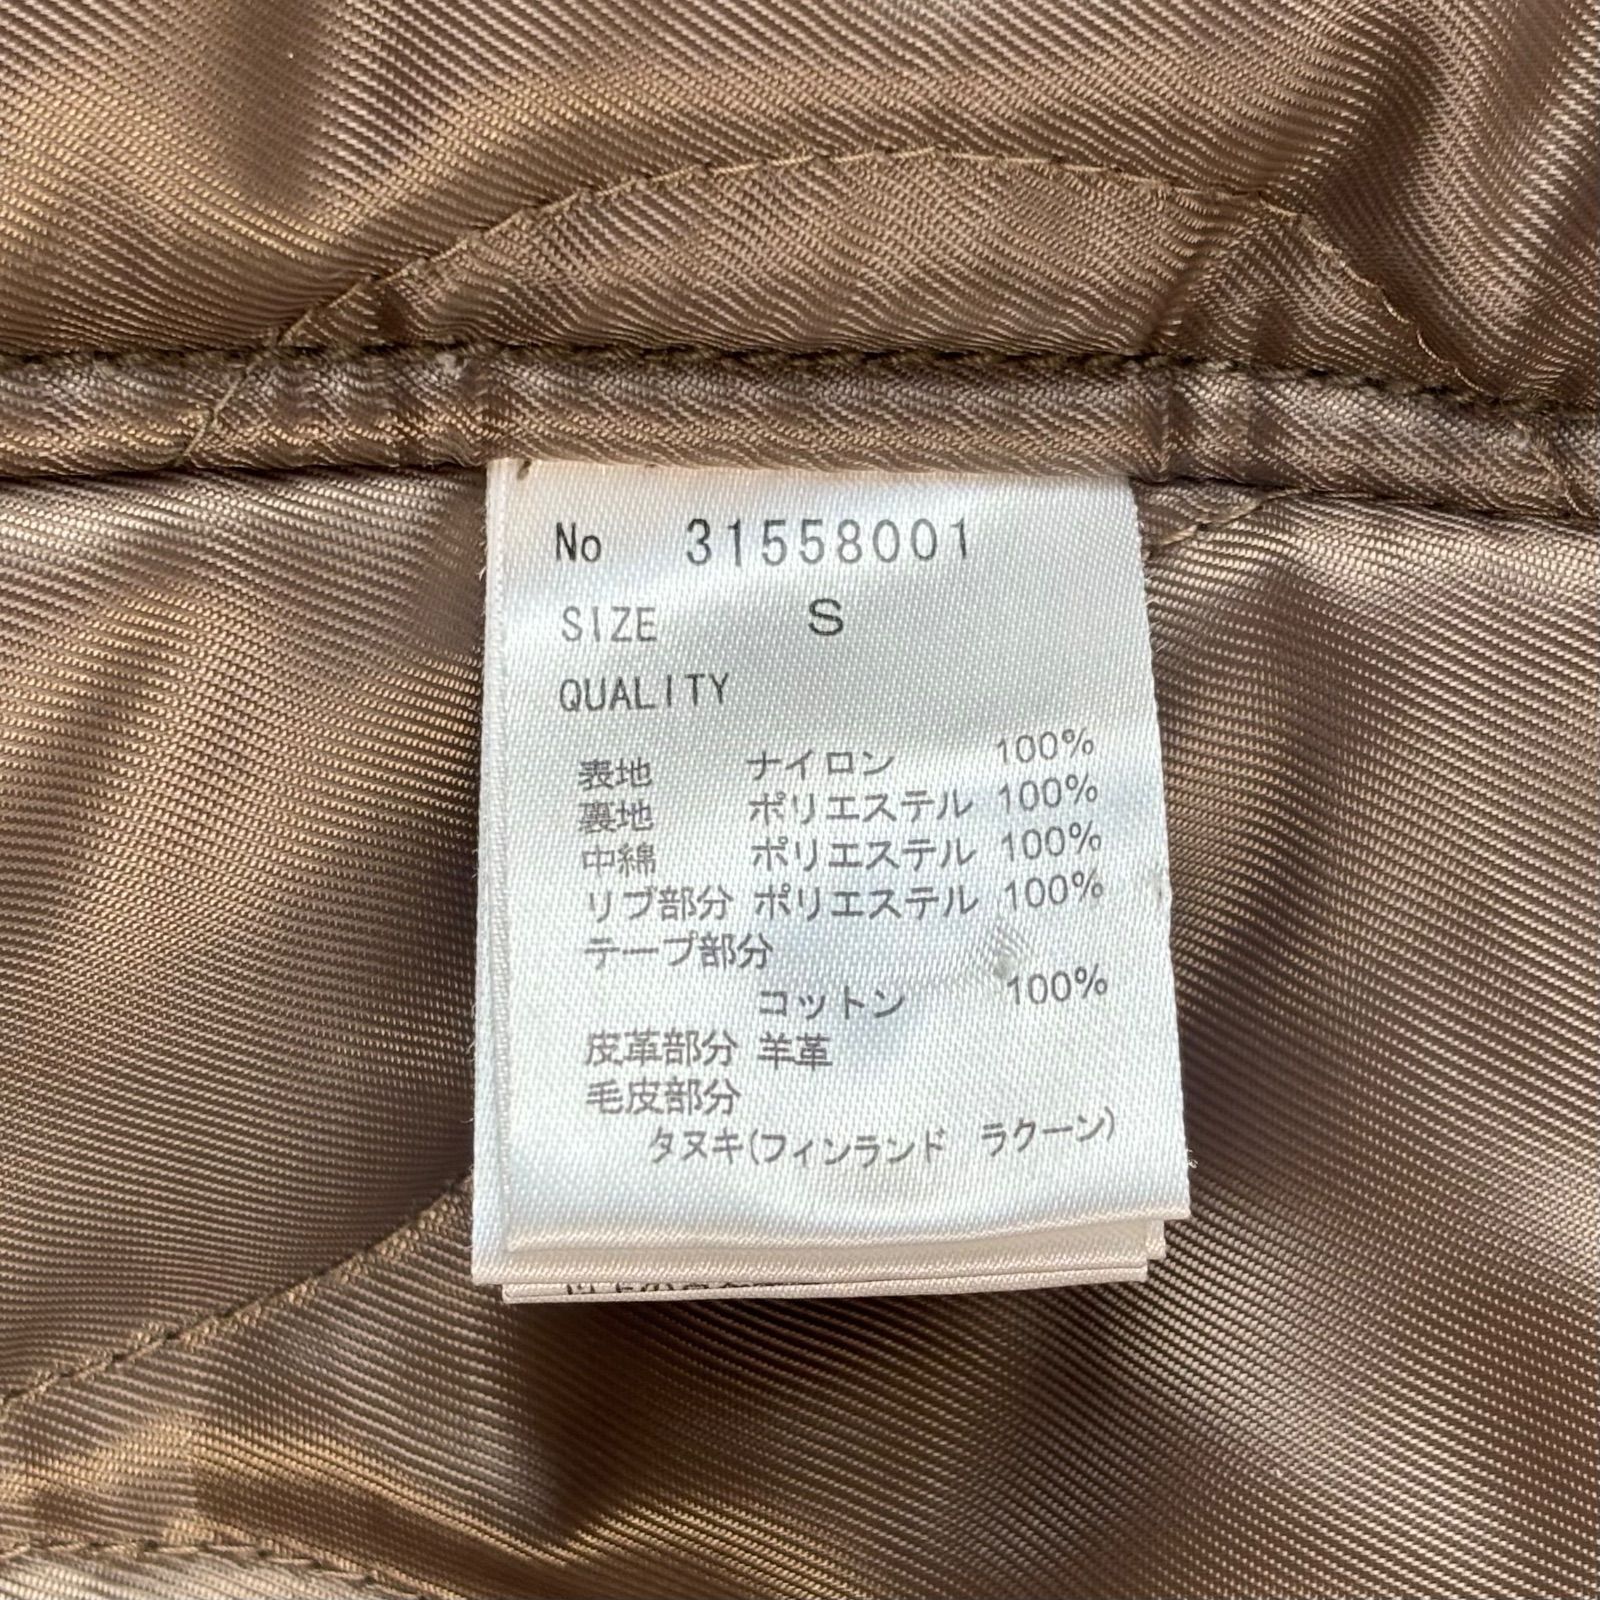 No 31558001
SIZE S
QUALITY
表地 ナイロン 100%
裏地 ポリエステル 100%
中綿 ポリエステル 100%
リブ部分 ポリエステル 100%
テープ部分
コットン 100%
皮革部分 羊革
毛皮部分
タヌキ(フィンランド ラクーン)